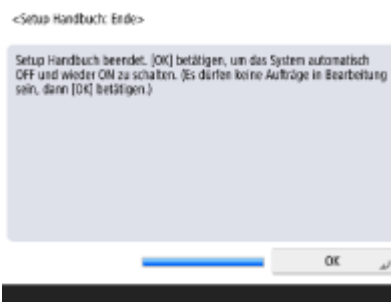 <Setup Handbuch: Ende>
Setup Handbuch beendet. [OK] betätigen, um das System automatisch
OFF und wieder ON zu schalten. (Es dürfen keine Aufträge in Bearbeitung
sein, dann [OK] betätigen.)
OK